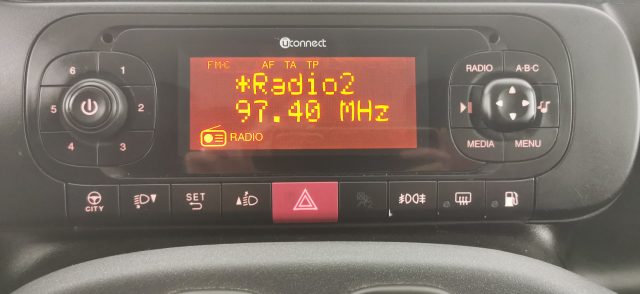 Uconnect
FM-C AF TA TP
*Radio2
97.40 MHz
RADIO
6 1
5 2
4 3
RADIO A-B-C
MEDIA MENU
CITY
SET